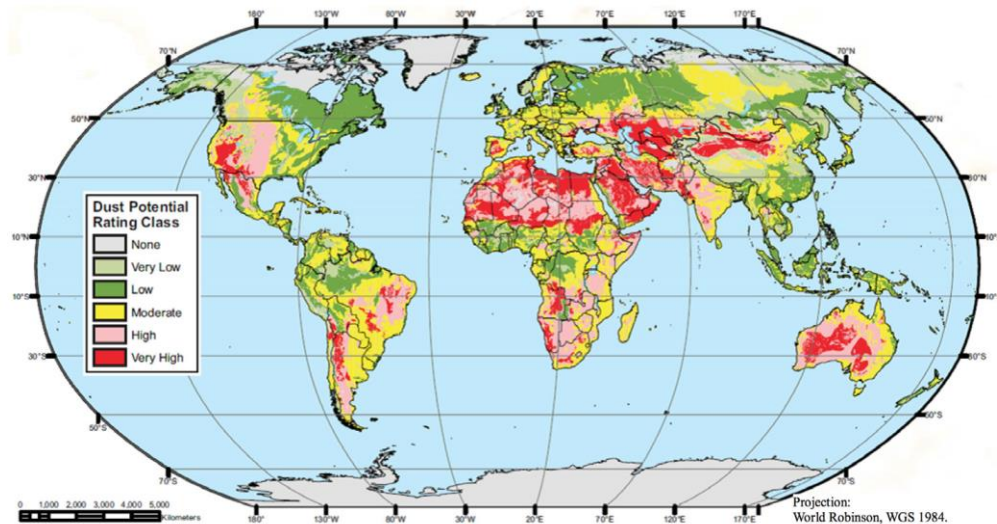 180° 130°W 80°W 30°W 20°E 70°E 120°E 170°E
70°N 70°N
50°N 50°N
30°N 30°N
Dust Potential
Rating Class
None
Very Low
Low
Moderate
High
Very High
10°N 10°N
10°S 10°S
30°S 30°S
50°S 50°S
70°S 70°S
0 1,000 2,000 3,000 4,000 5,000
Kilometers
180° 130°W 80°W 30°W 20°E 70°E 120°E 170°E
Projection:
World Robinson, WGS 1984.